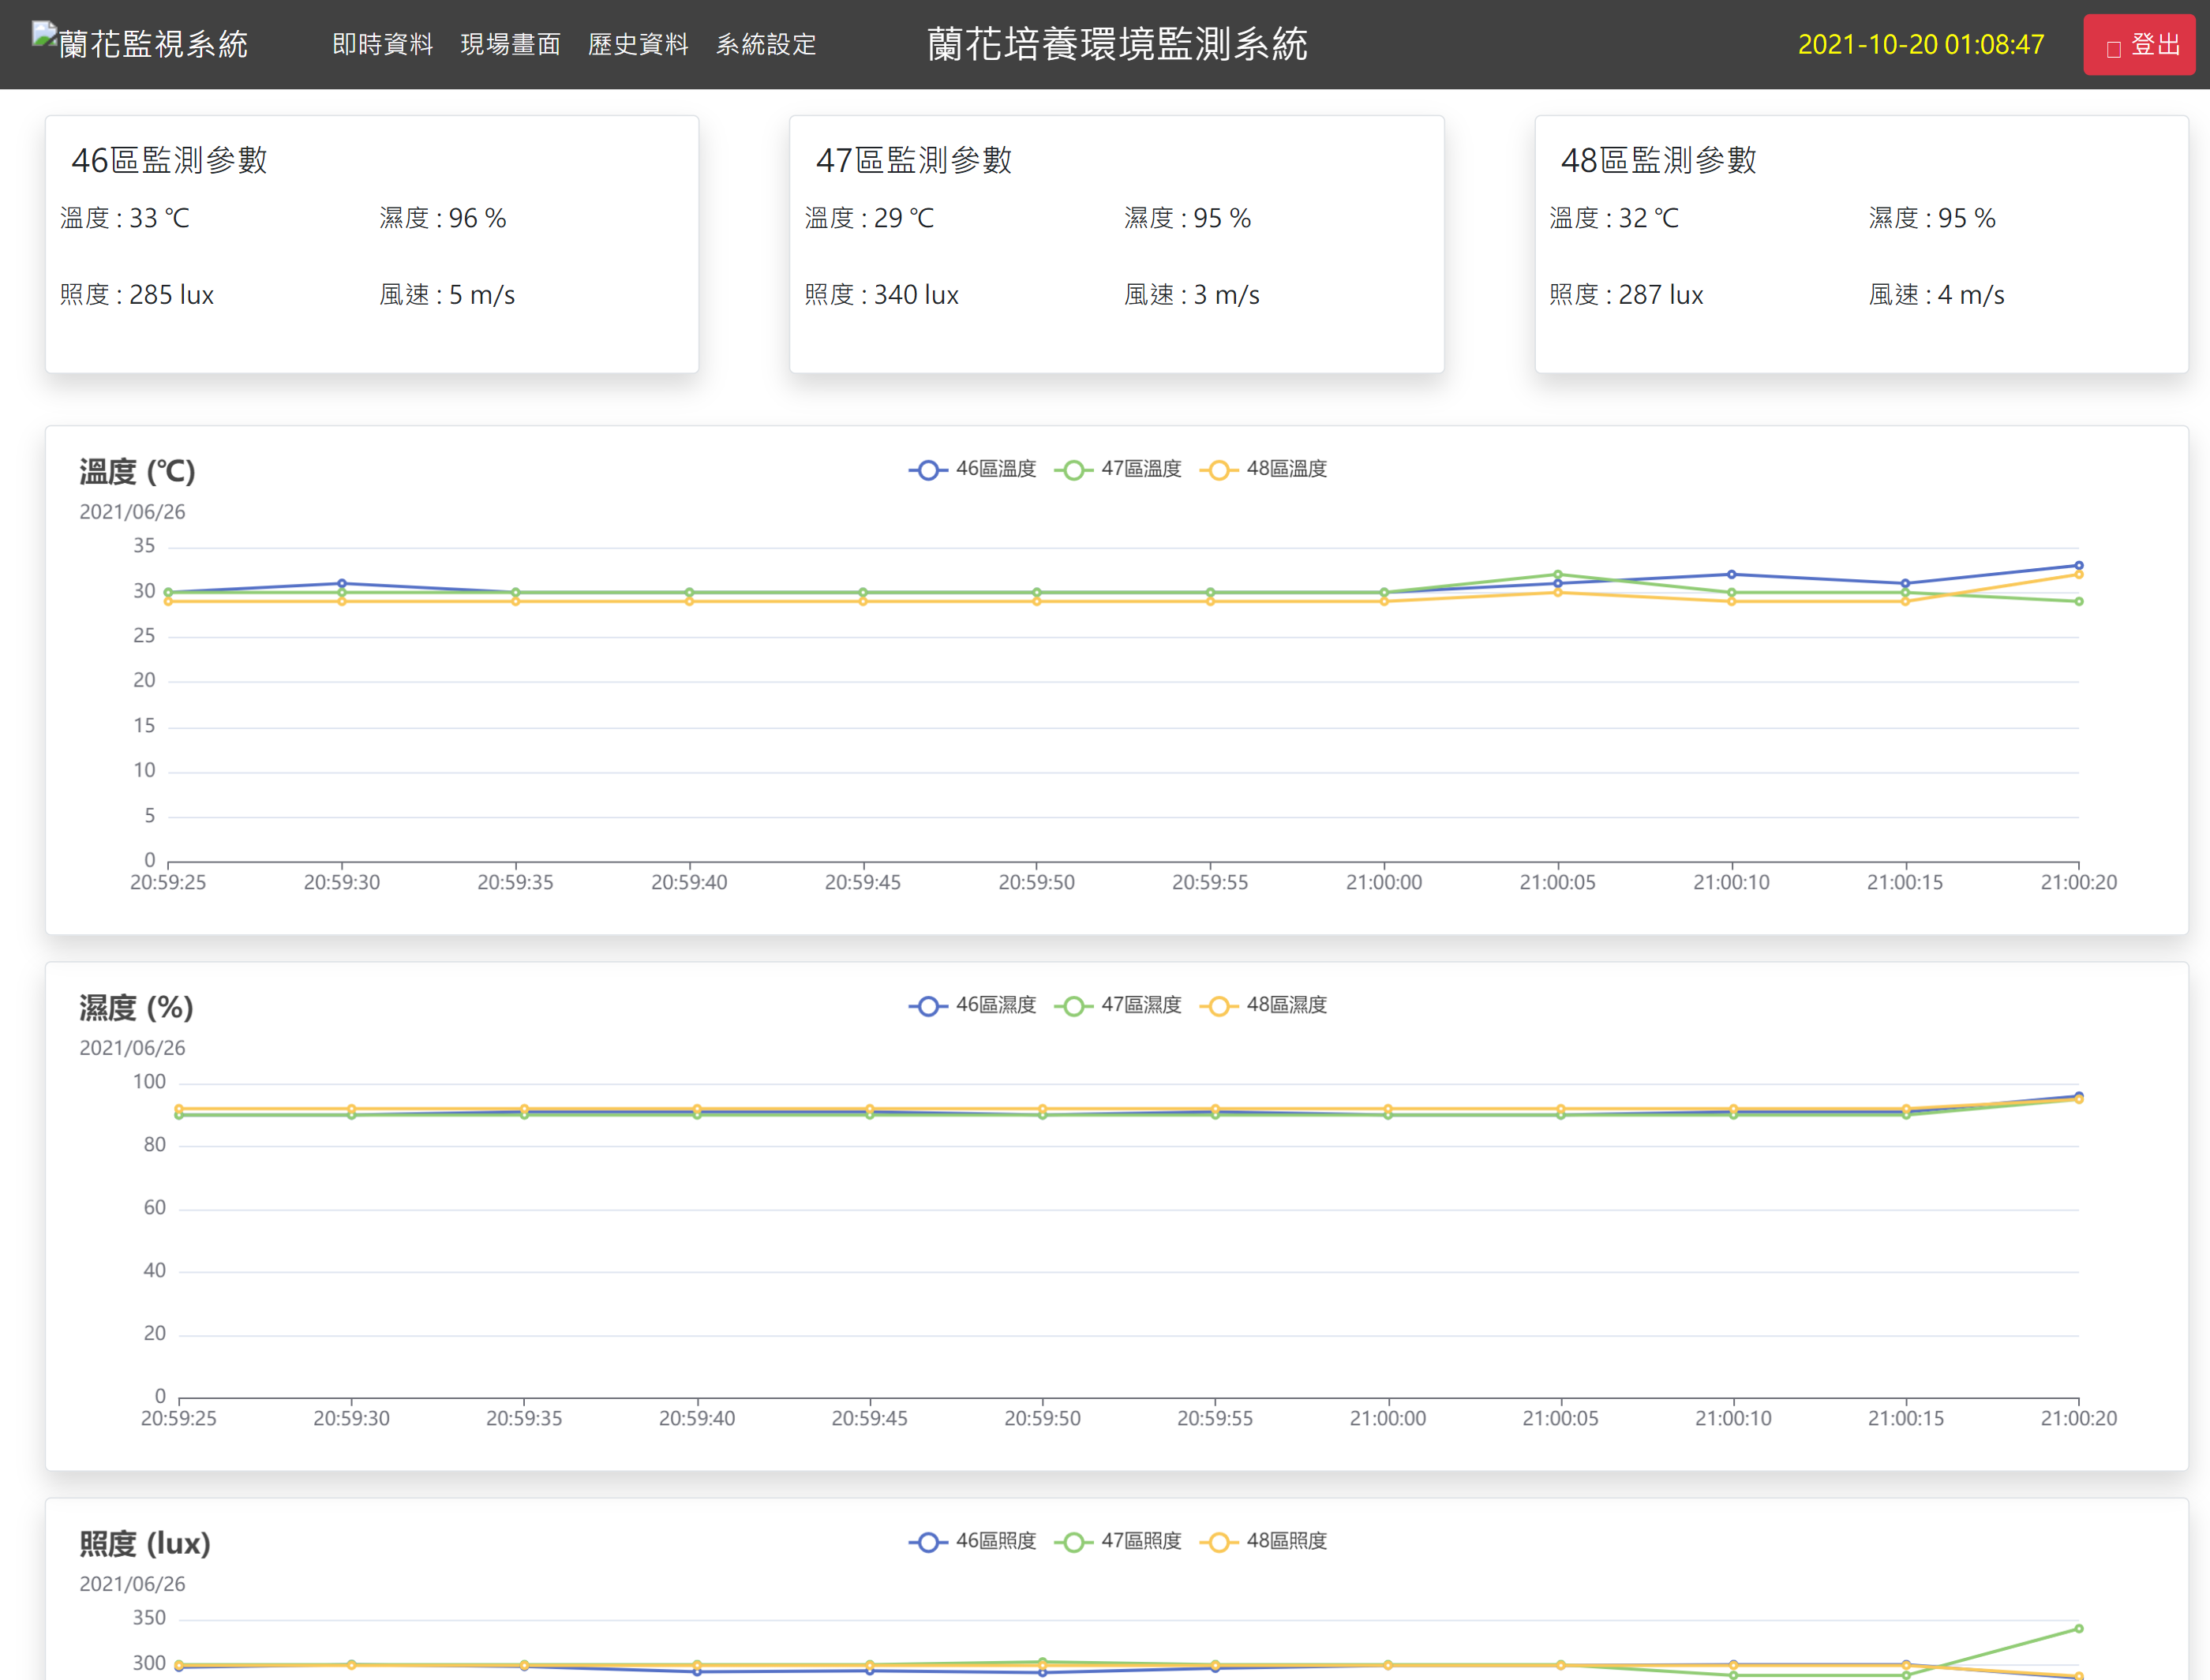 蘭花監視系統 即時資料 現場畫面 歷史資料 系統設定 蘭花培養環境監測系統 2021-10-20 01:08:47 登出
46區監測參數
溫度 : 33 ℃ 濕度 : 96 %
照度 : 285 lux 風速 : 5 m/s
47區監測參數
溫度 : 29 ℃ 濕度 : 95 %
照度 : 340 lux 風速 : 3 m/s
48區監測參數
溫度 : 32 ℃ 濕度 : 95 %
照度 : 287 lux 風速 : 4 m/s
溫度 (℃) 46區溫度 47區溫度 48區溫度
2021/06/26
35
30
25
20
15
10
5
0
20:59:25 20:59:30 20:59:35 20:59:40 20:59:45 20:59:50 20:59:55 21:00:00 21:00:05 21:00:10 21:00:15 21:00:20
濕度 (%) 46區濕度 47區濕度 48區濕度
2021/06/26
100
80
60
40
20
0
20:59:25 20:59:30 20:59:35 20:59:40 20:59:45 20:59:50 20:59:55 21:00:00 21:00:05 21:00:10 21:00:15 21:00:20
照度 (lux) 46區照度 47區照度 48區照度
2021/06/26
350
300